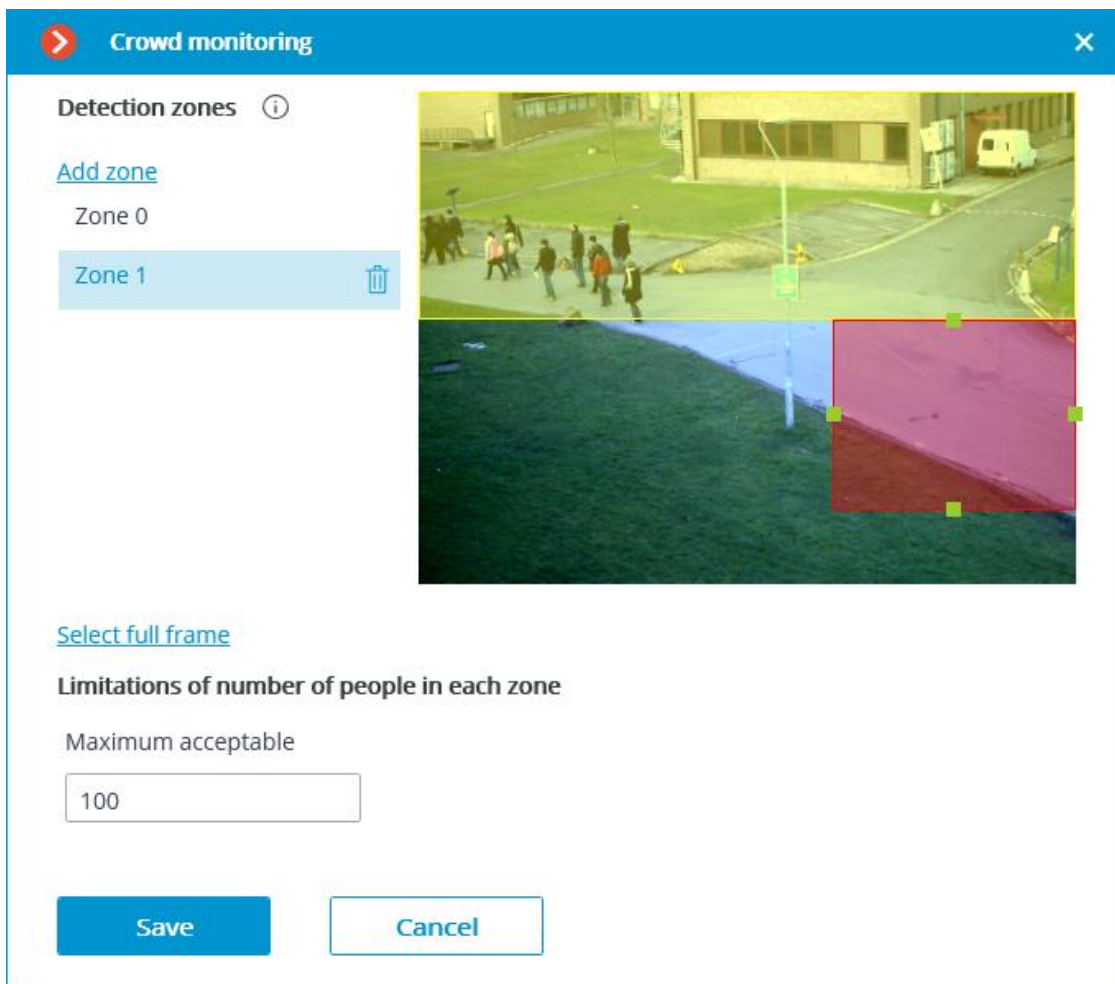 Crowd monitoring
Detection zones
Add zone
Zone 0
Zone 1
Select full frame
Limitations of number of people in each zone
Maximum acceptable
100
Save
Cancel